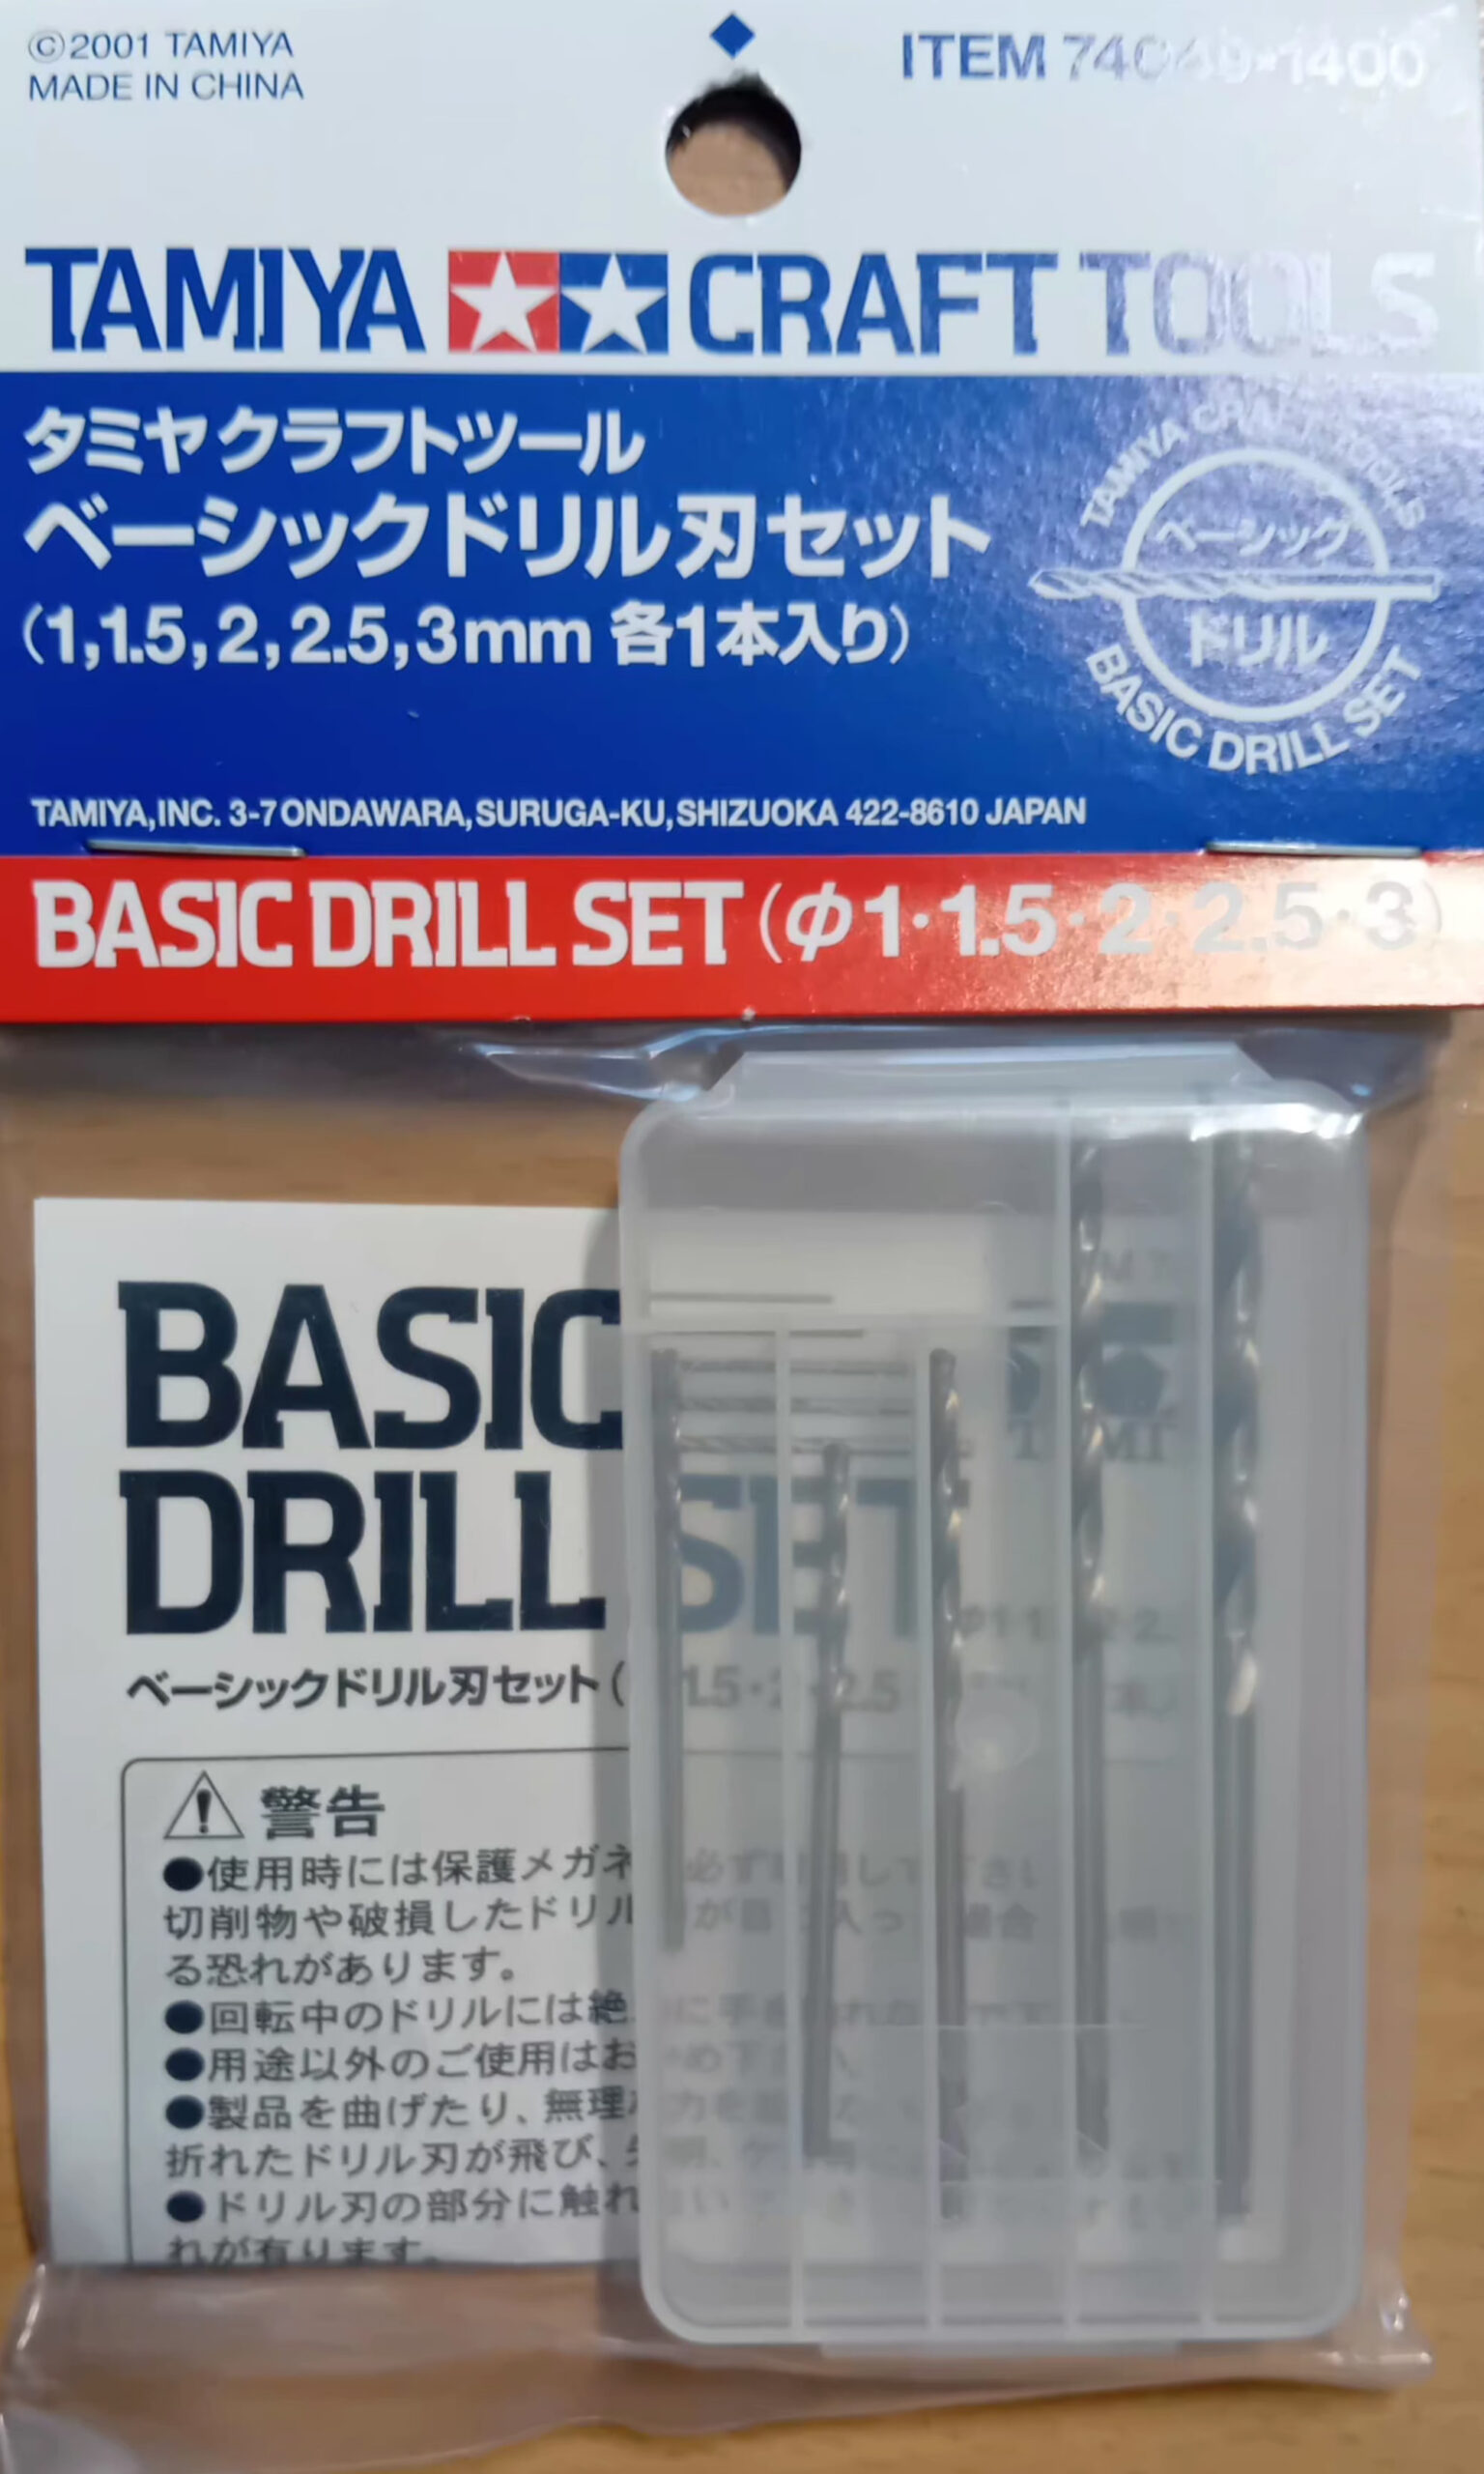 ©2001 TAMIYA
MADE IN CHINA
ITEM 74049*1400
TAMIYA CRAFT TOOLS
タミヤクラフトツール
ベーシックドリル刃セット
(1,1.5,2,2.5,3mm 各1本入り)
TAMIYA CRAFT TOOLS
ベーシック
ドリル
BASIC DRILL SET
TAMIYA,INC. 3-7 ONDAWARA, SURUGA-KU, SHIZUOKA 422-8610 JAPAN
BASIC DRILL SET (φ1·1.5·2·2.5·3)
BASIC
DRILL SET
ベーシックドリル刃セット(
警告
●使用時には保護メガネ
切削物や破損したドリル
る恐れがあります。
●回転中のドリルには絶
●用途以外のご使用はお
●製品を曲げたり、無理
折れたドリル刃が飛び、
●ドリル刃の部分に触れ
れが有ります。